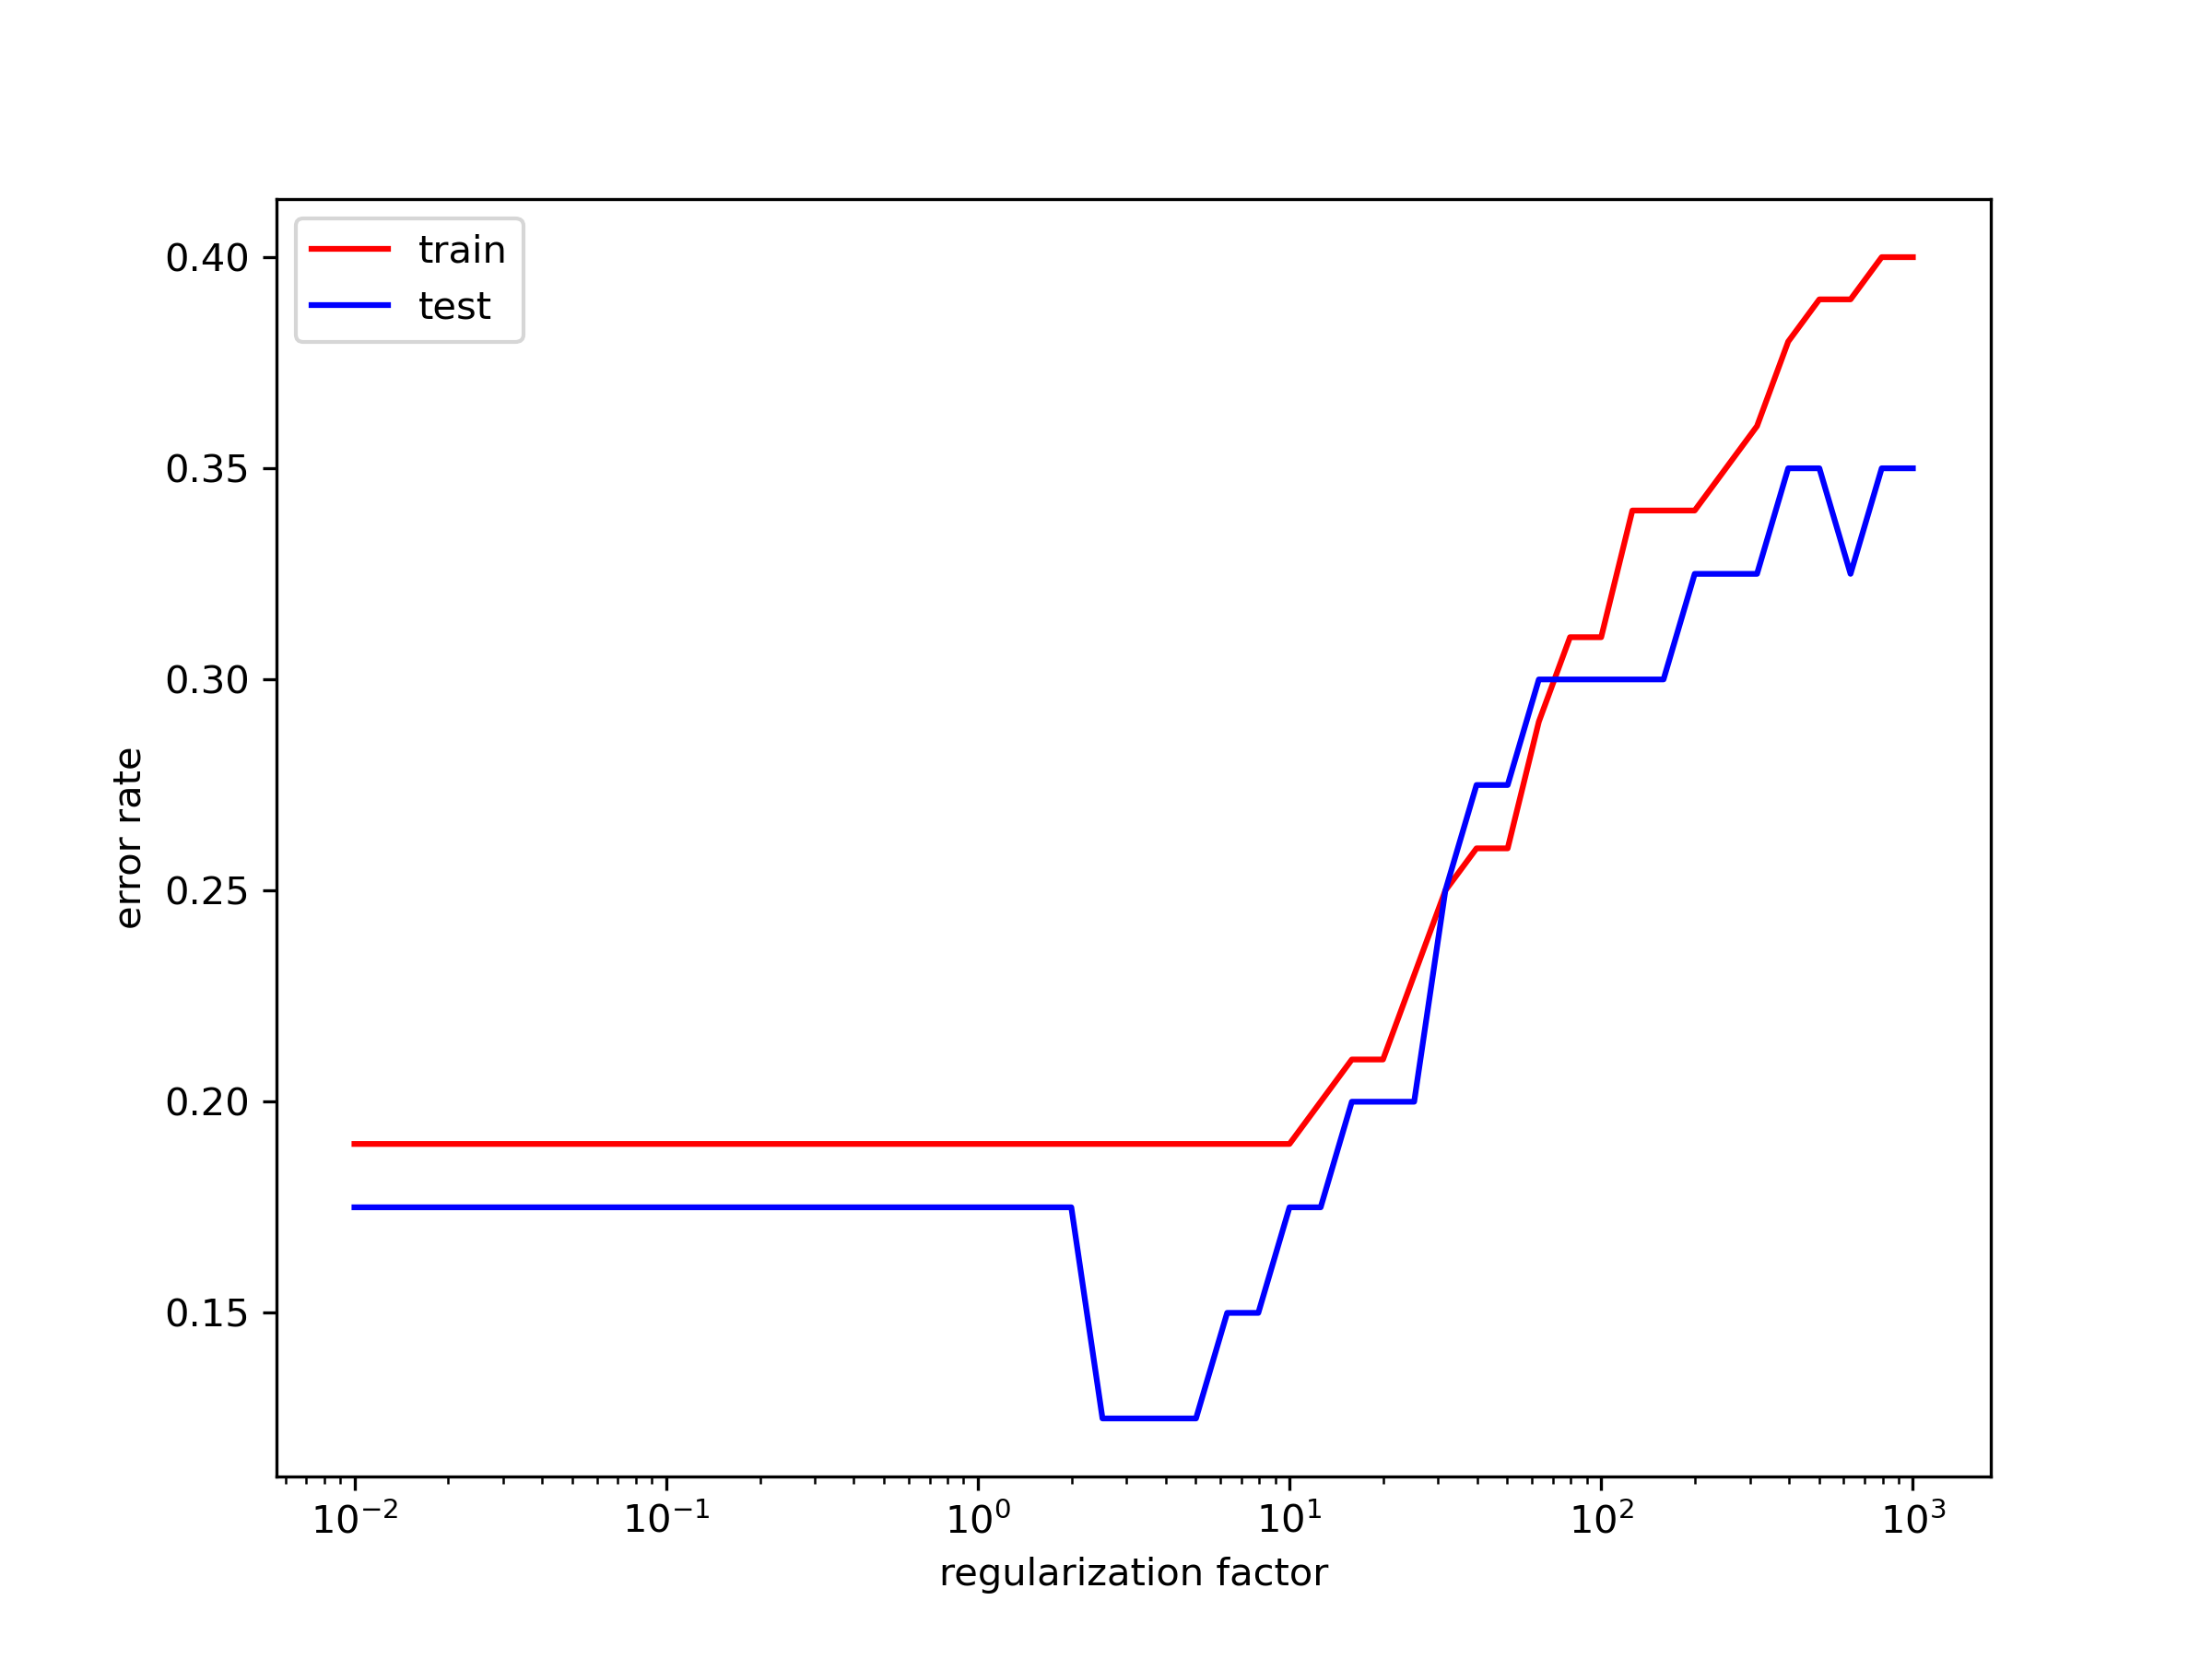 train
test
0.40
0.35
0.30
0.25
0.20
0.15
error rate
10⁻² 10⁻¹ 10⁰ 10¹ 10² 10³
regularization factor